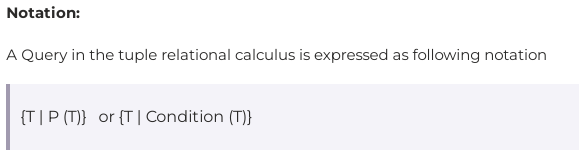 Notation:
A Query in the tuple relational calculus is expressed as following notation
{T | P (T)}  or {T | Condition (T)}